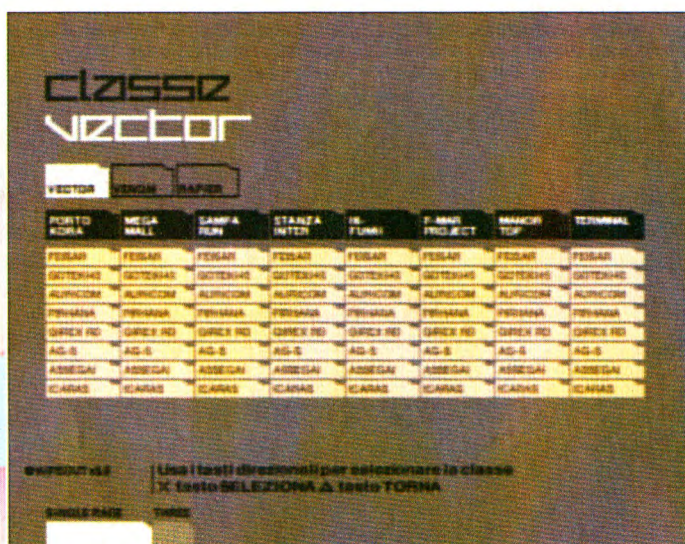 classe
vector
VECTOR VENOM RAPIER
PORTO KORA MEGA MALL SAMPA RUN STANZA INTER P-MAR PROJECT MANOR TOP TERMINAL
FEISAR FEISAR FEISAR FEISAR FEISAR FEISAR FEISAR FEISAR
GOTEKI45 GOTEKI45 GOTEKI45 GOTEKI45 GOTEKI45 GOTEKI45 GOTEKI45 GOTEKI45
AURICOM AURICOM AURICOM AURICOM AURICOM AURICOM AURICOM AURICOM
PIRHANA PIRHANA PIRHANA PIRHANA PIRHANA PIRHANA PIRHANA PIRHANA
QIREX RD QIREX RD QIREX RD QIREX RD QIREX RD QIREX RD QIREX RD QIREX RD
AG-S AG-S AG-S AG-S AG-S AG-S AG-S AG-S
ASSEGAI ASSEGAI ASSEGAI ASSEGAI ASSEGAI ASSEGAI ASSEGAI ASSEGAI
ICARAS ICARAS ICARAS ICARAS ICARAS ICARAS ICARAS ICARAS
WIPEOUT Usa i tasti direzionali per selezionare la classe
X tasto SELEZIONA △ tasto TORNA
SINGLE RACE THREE